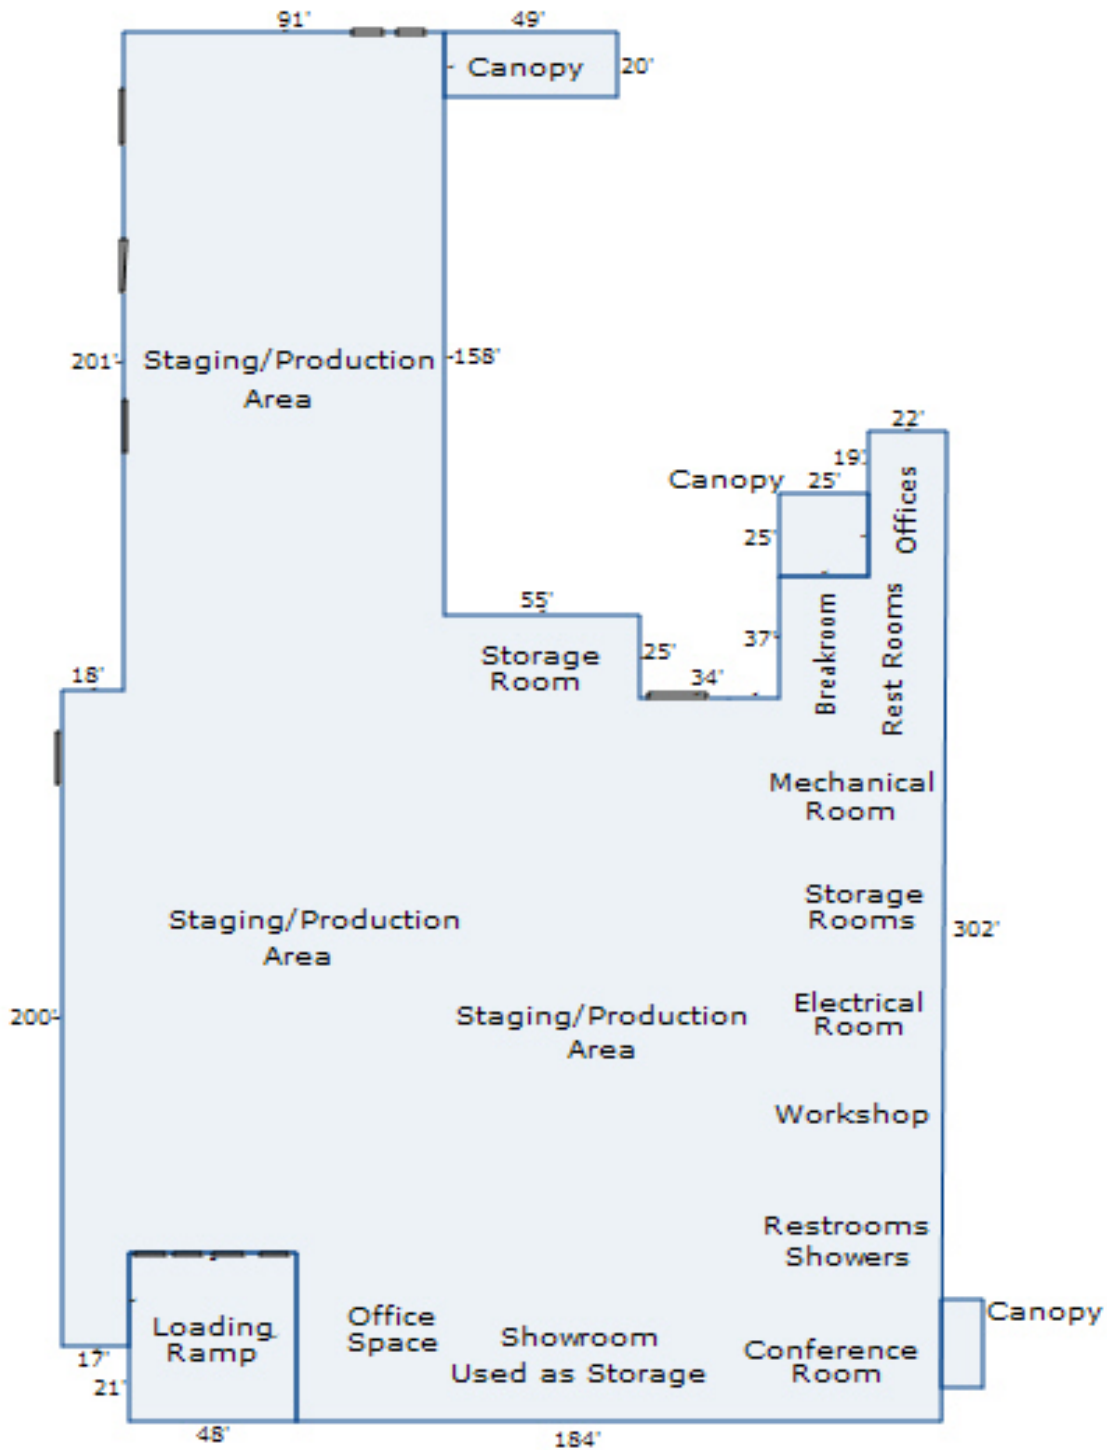 91'
49'
Canopy
20'
201'
Staging/Production
Area
158'
22'
19'
Canopy
25'
Offices
25'
55'
Storage
Room
25'
37'
Breakroom
Rest Rooms
18'
34'
Mechanical
Room
Storage
Rooms
Staging/Production
Area
302'
200'
Staging/Production
Area
Electrical
Room
Workshop
Restrooms
Showers
Loading
Ramp
Office
Space
Showroom
Used as Storage
Conference
Room
Canopy
17'
21'
48'
184'